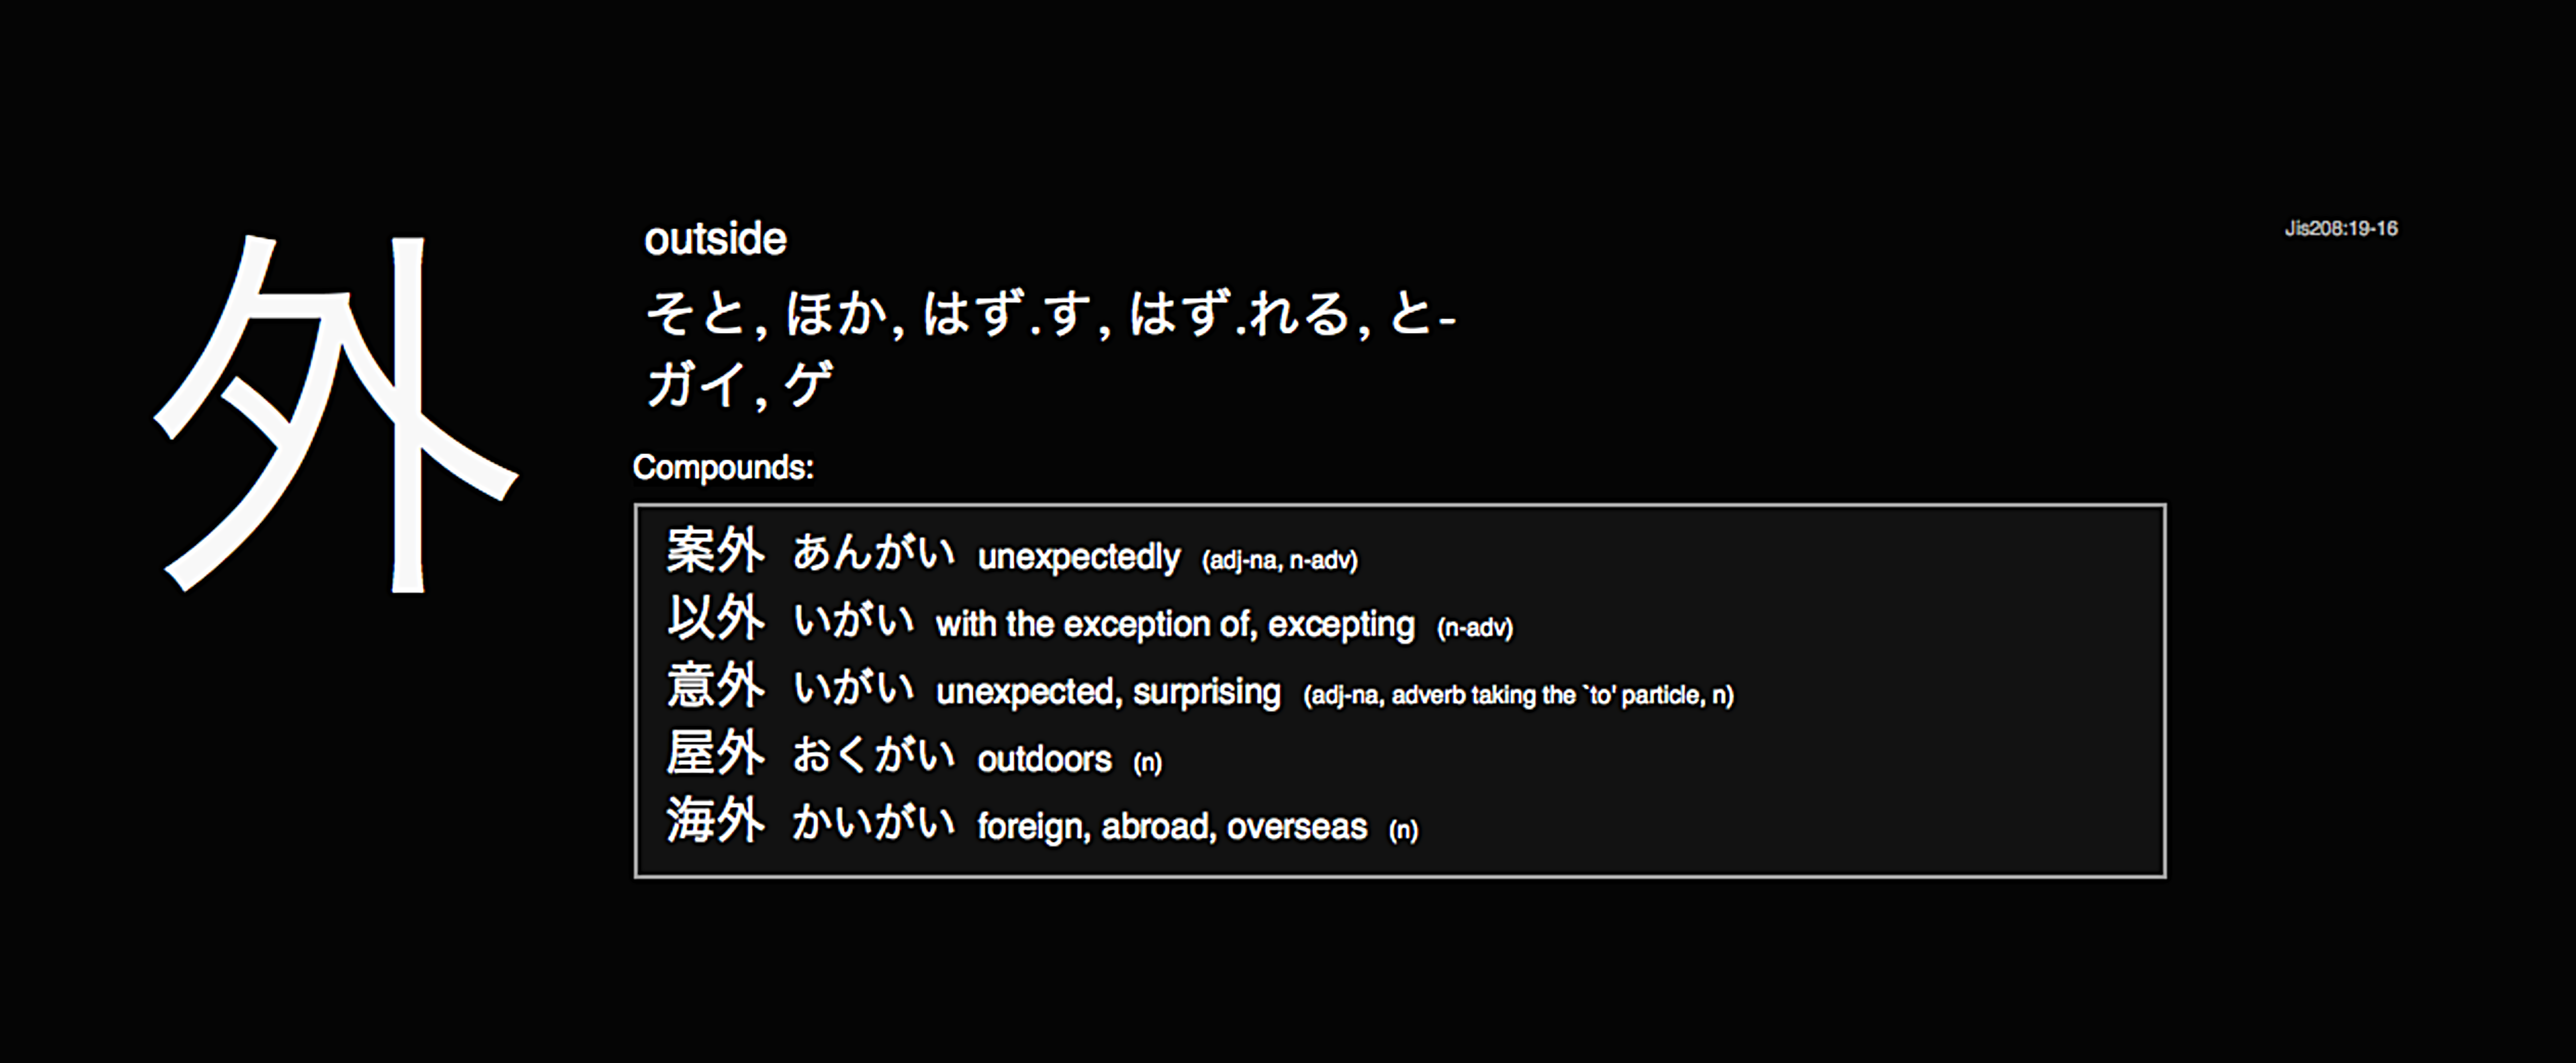 外
outside
Jis208:19-16
そと, ほか, はず.す, はず.れる, と-
ガイ, ゲ
Compounds:
案外 あんがい unexpectedly (adj-na, n-adv)
以外 いがい with the exception of, excepting (n-adv)
意外 いがい unexpected, surprising (adj-na, adverb taking the `to' particle, n)
屋外 おくがい outdoors (n)
海外 かいがい foreign, abroad, overseas (n)